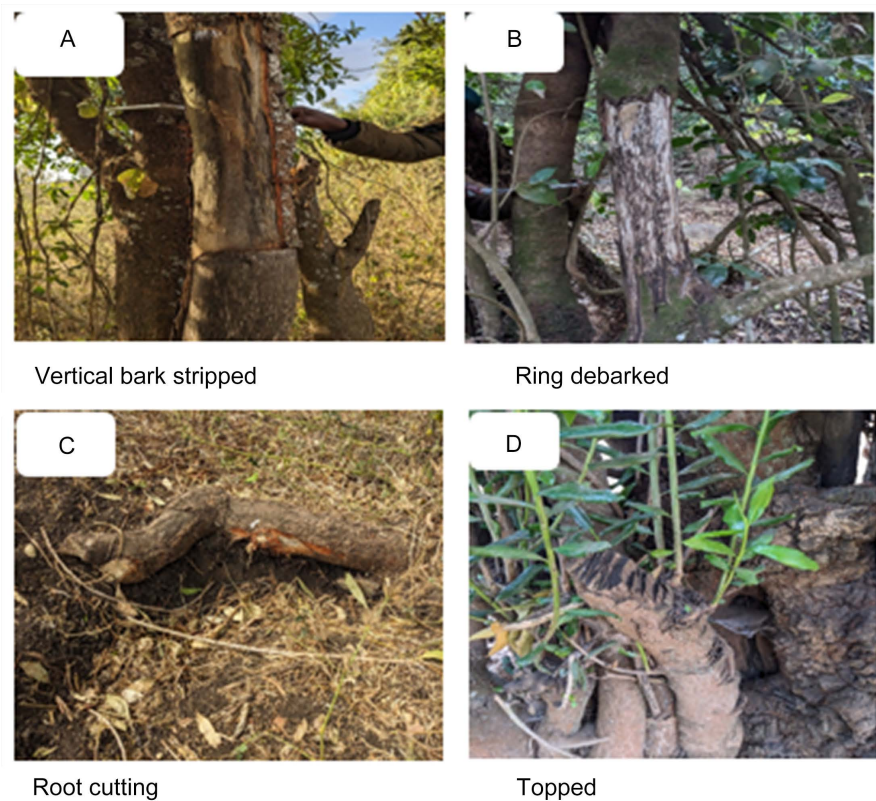 A
B
Vertical bark stripped
Ring debarked
C
D
Root cutting
Topped